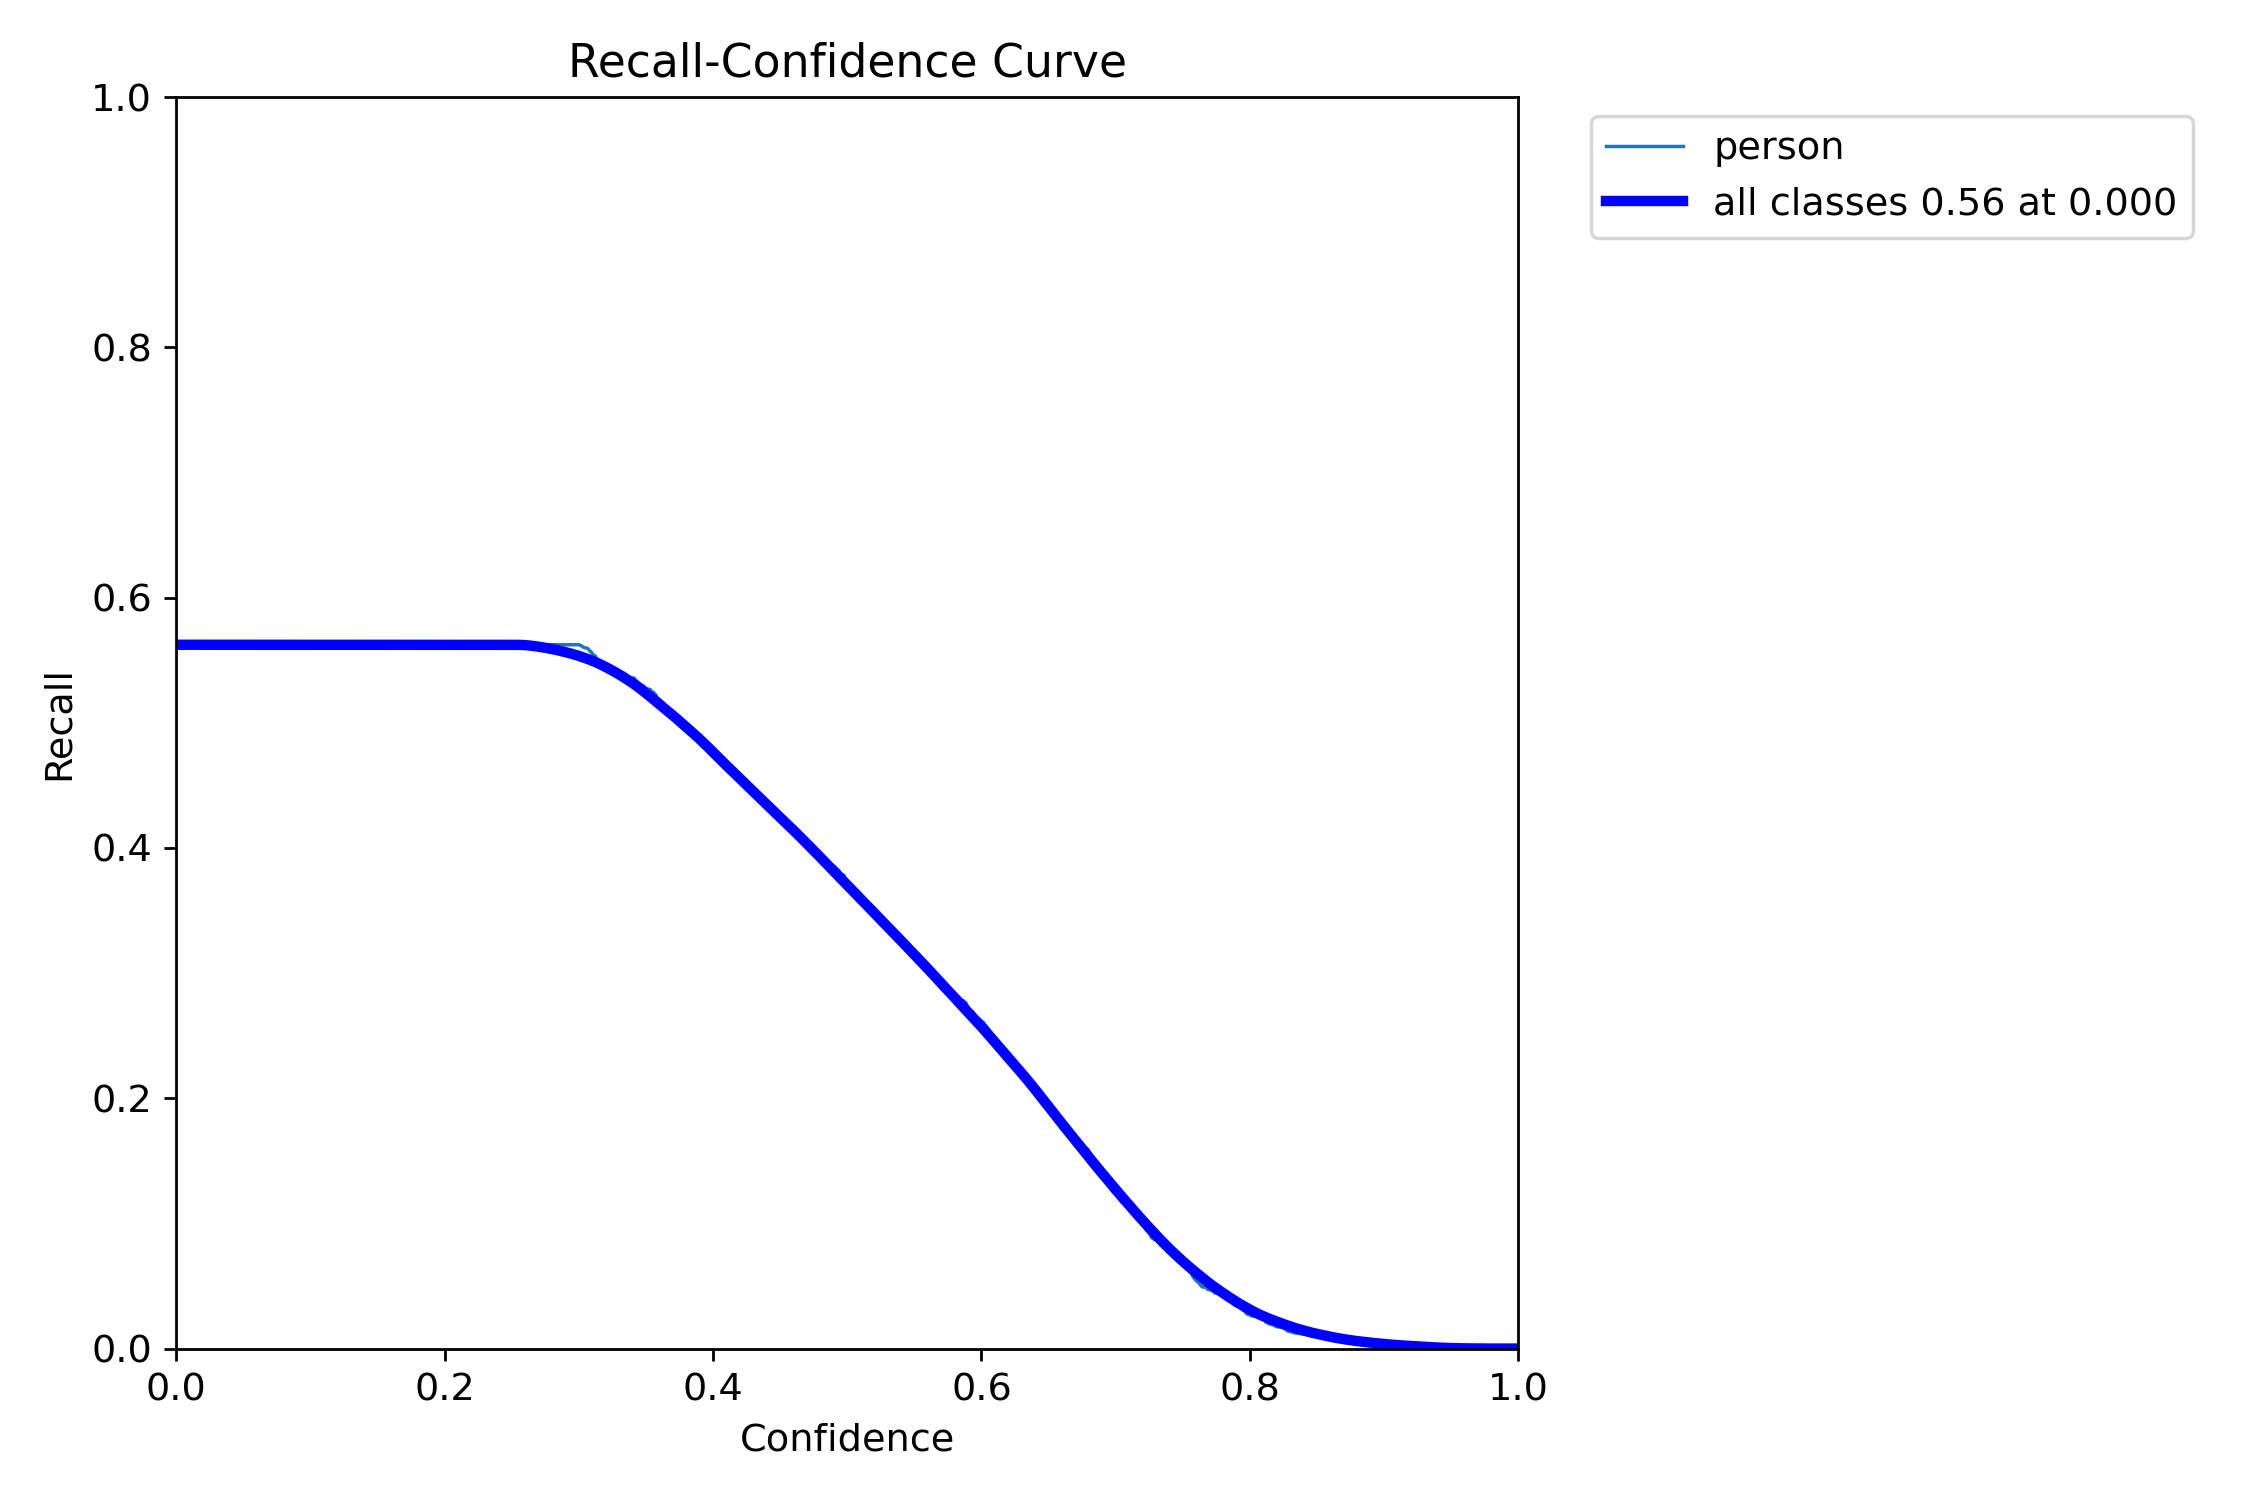 Recall-Confidence Curve
1.0
0.8
0.6
0.4
0.2
0.0
Recall
0.0 0.2 0.4 0.6 0.8 1.0
Confidence
person
all classes 0.56 at 0.000